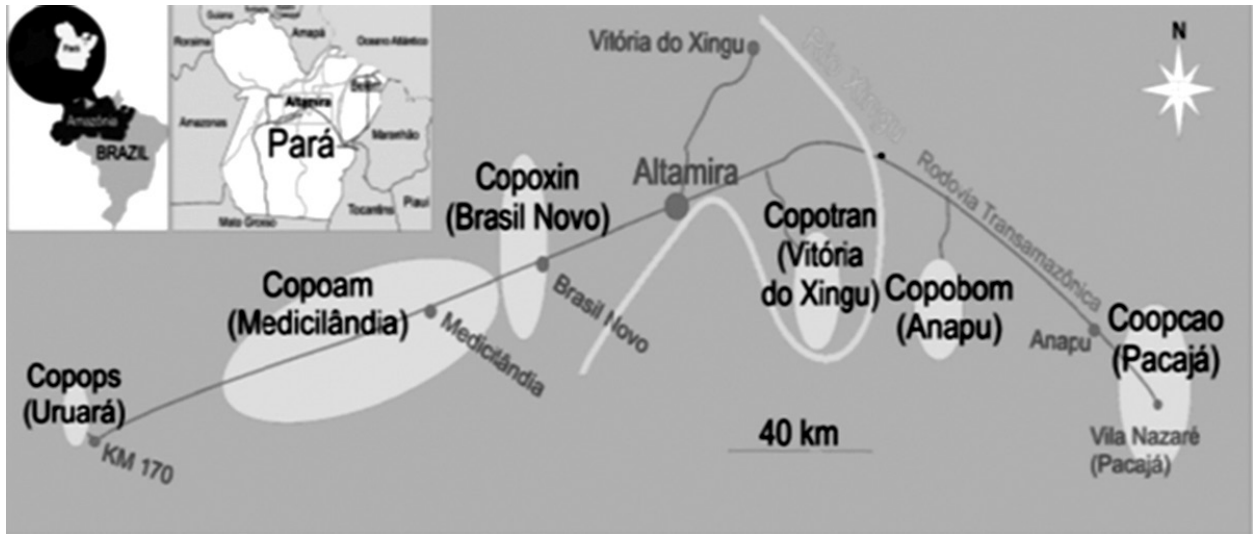 Pará
Amazônia
BRAZIL
Guiana
Roraima
Amapá
Oceano Atlântico
Altamira
Belém
Amazonas
Pará
Maranhão
Mato Grosso
Tocantins
Piauí
Vitória do Xingu
Rio Xingu
N
Altamira
Rodovia Transamazônica
Copoxin
(Brasil Novo)
Copotran
(Vitória
do Xingu)
Copoam
(Medicilândia)
Brasil Novo
Copobom
(Anapu)
Medicilândia
Anapu
Coopcao
(Pacajá)
Copops
(Uruará)
KM 170
40 km
Vila Nazaré
(Pacajá)